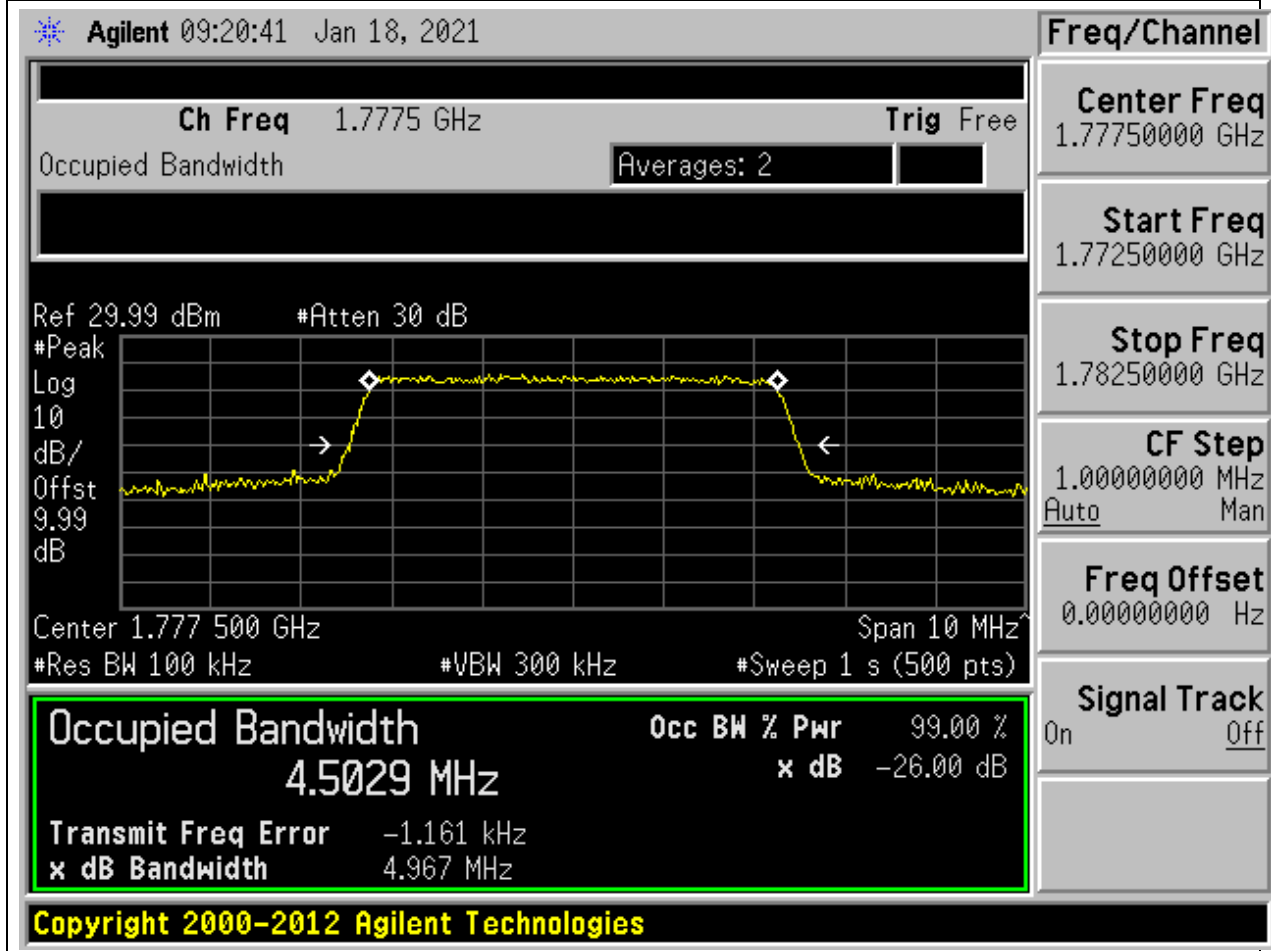 Agilent 09:20:41 Jan 18, 2021
Freq/Channel
Ch Freq 1.7775 GHz Trig Free
Occupied Bandwidth Averages: 2
Center Freq
1.77750000 GHz
Start Freq
1.77250000 GHz
Stop Freq
1.78250000 GHz
CF Step
1.00000000 MHz
Auto Man
Freq Offset
0.00000000 Hz
Signal Track
On Off
Ref 29.99 dBm #Atten 30 dB
#Peak
Log
10
dB/
Offst
9.99
dB
Center 1.777 500 GHz Span 10 MHz^
#Res BW 100 kHz #VBW 300 kHz #Sweep 1 s (500 pts)
Occupied Bandwidth Occ BW % Pwr 99.00 %
4.5029 MHz x dB -26.00 dB
Transmit Freq Error -1.161 kHz
x dB Bandwidth 4.967 MHz
Copyright 2000-2012 Agilent Technologies